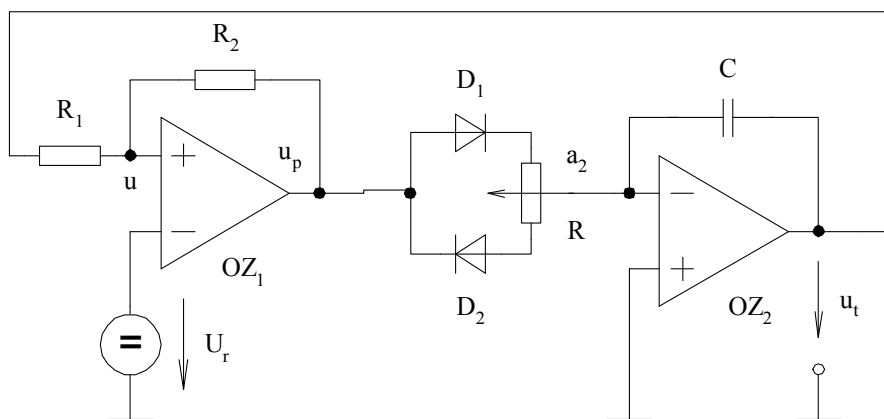 R2
D1
C
R1
up
a2
u
+
−
−
+
R
OZ1
D2
OZ2
ut
=
Ur